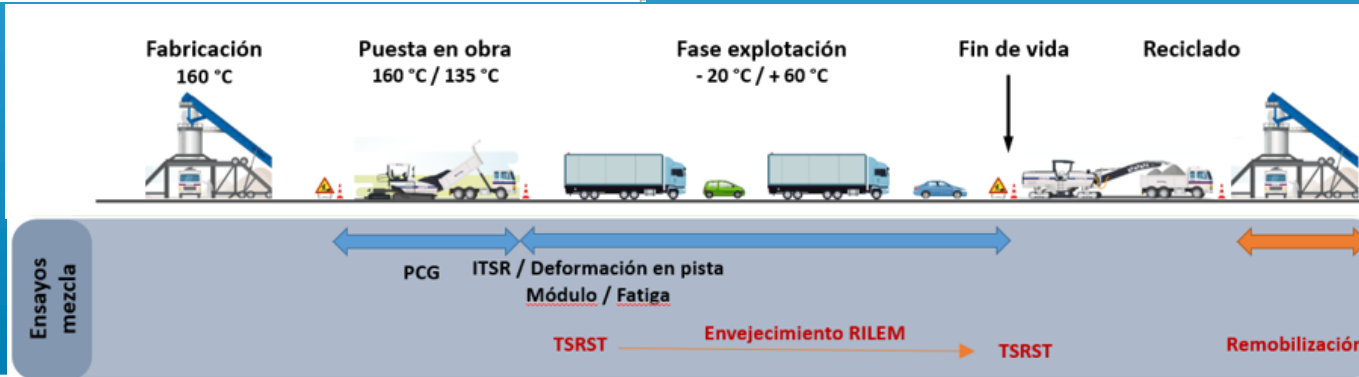 Fabricación
160 °C
Puesta en obra
160 °C / 135 °C
Fase explotación
- 20 °C / + 60 °C
Fin de vida
Reciclado
Ensayos
mezcla
PCG
ITSR / Deformación en pista
Módulo / Fatiga
TSRST
Envejecimiento RILEM
TSRST
Remobilización